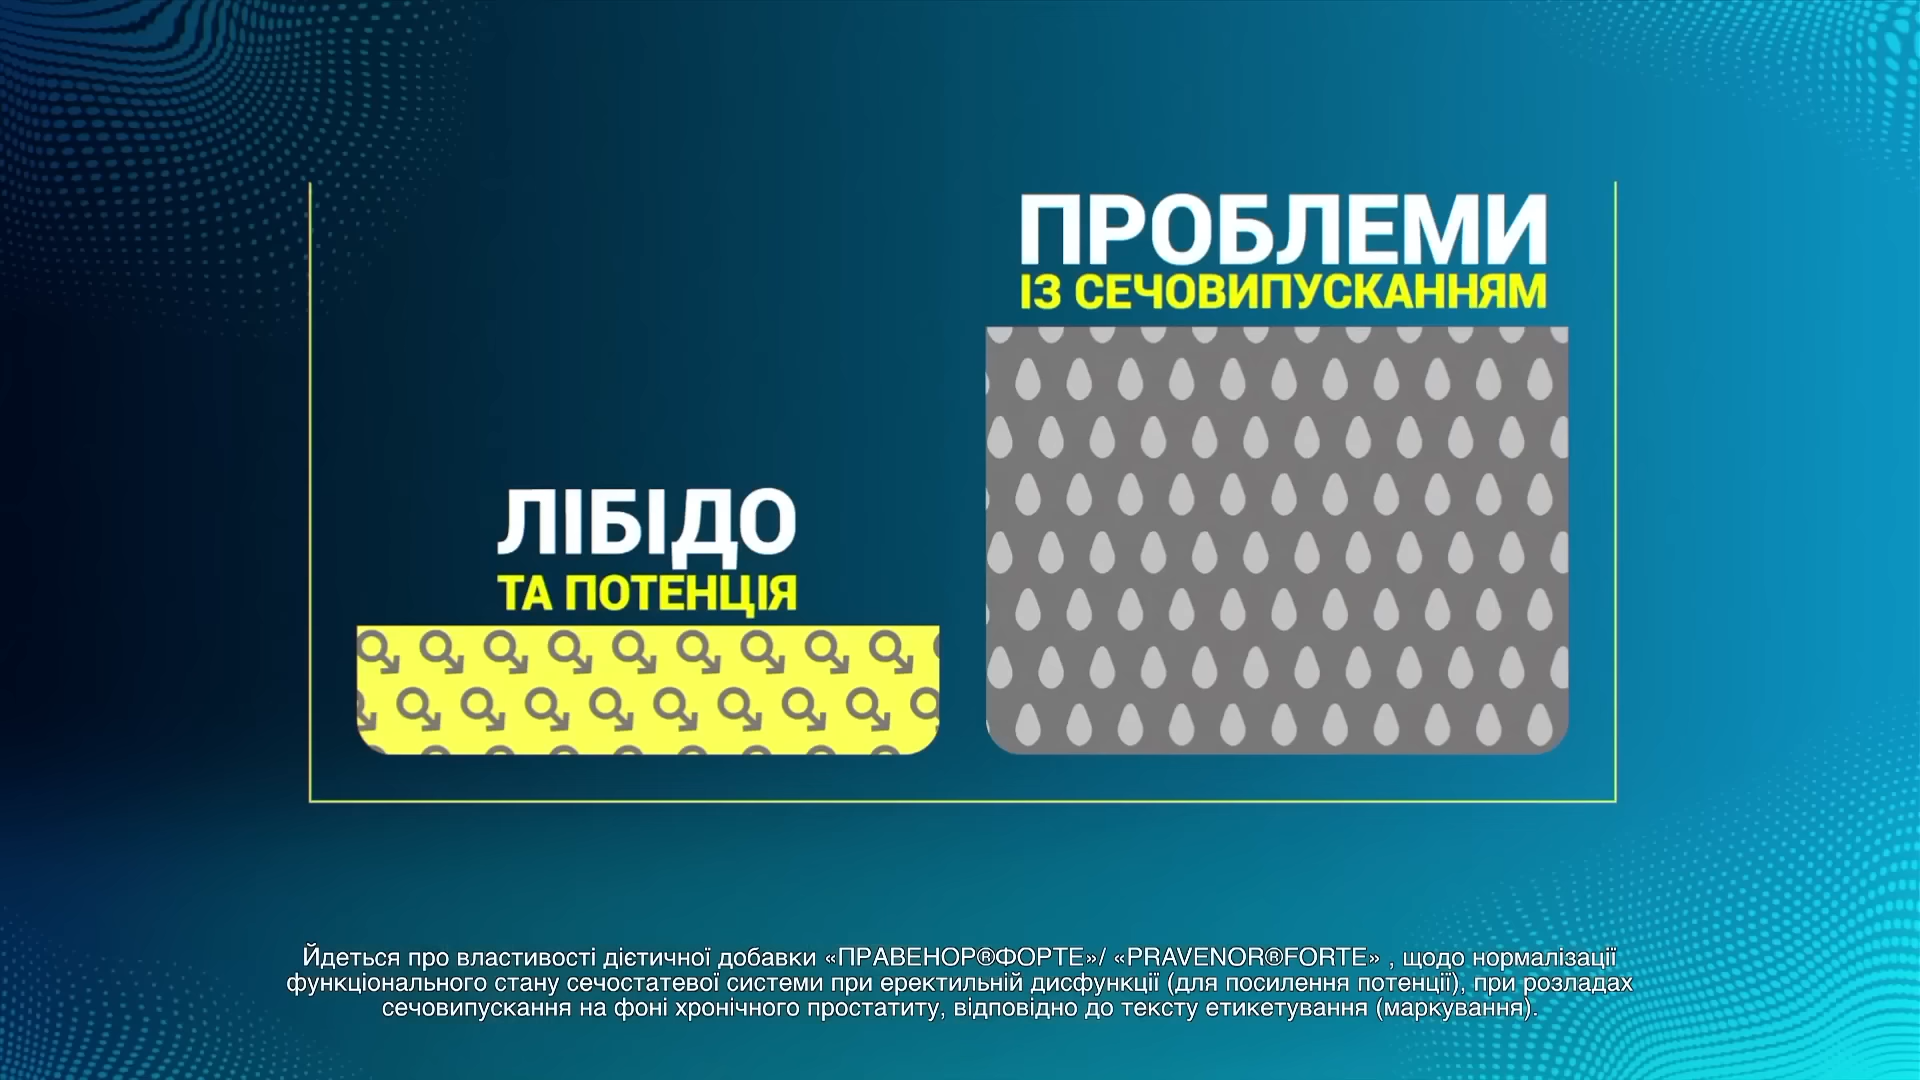 ПРОБЛЕМИ
ІЗ СЕЧОВИПУСКАННЯМ
ЛІБІДО
ТА ПОТЕНЦІЯ
Йдеться про властивості дієтичної добавки «ПРАВЕНОР®ФОРТЕ»/ «PRAVENOR®FORTE» , щодо нормалізації
функціонального стану сечостатевої системи при еректильній дисфункції (для посилення потенції), при розладах
сечовипускання на фоні хронічного простатиту, відповідно до тексту етикетування (маркування).